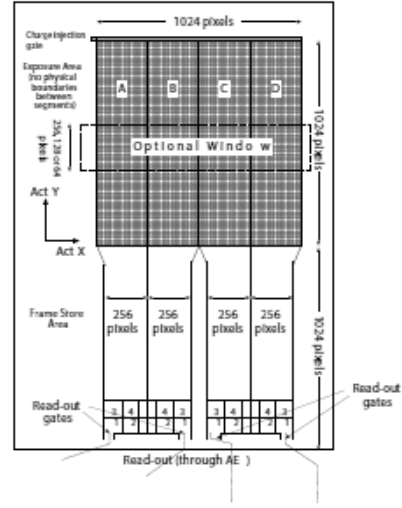 1024 pixels
Charge injection
gate
Exposure Area
(no physical
boundaries
between
segments)
A B C D
1024 pixels
256, 128 or 64
pixels
Optional Windo w
Act Y
Act X
Frame Store
Area
256
pixels
256
pixels
256
pixels
256
pixels
1024 pixels
Read-out
gates
3 4 4 3 3 4 4 3
1 2 2 1 1 2 2 1
Read-out
gates
Read-out (through AE )